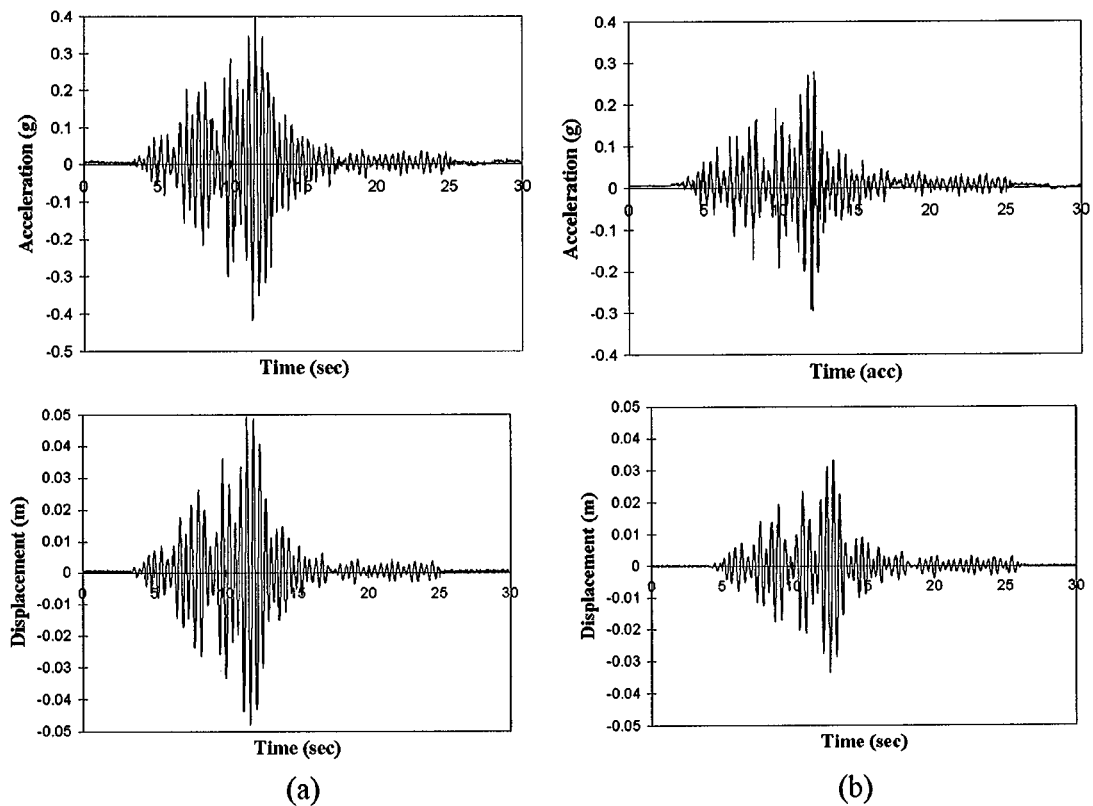 0.4
0.3
0.2
0.1
0
-0.1
-0.2
-0.3
-0.4
-0.5
Acceleration (g)
0 5 10 15 20 25 30
Time (sec)
0.4
0.3
0.2
0.1
0
-0.1
-0.2
-0.3
-0.4
Acceleration (g)
0 5 10 15 20 25 30
Time (acc)
0.05
0.04
0.03
0.02
0.01
0
-0.01
-0.02
-0.03
-0.04
-0.05
Displacement (m)
0 5 10 15 20 25 30
Time (sec)
(a)
0.05
0.04
0.03
0.02
0.01
0
-0.01
-0.02
-0.03
-0.04
-0.05
Displacement (m)
0 5 10 15 20 25 30
Time (sec)
(b)